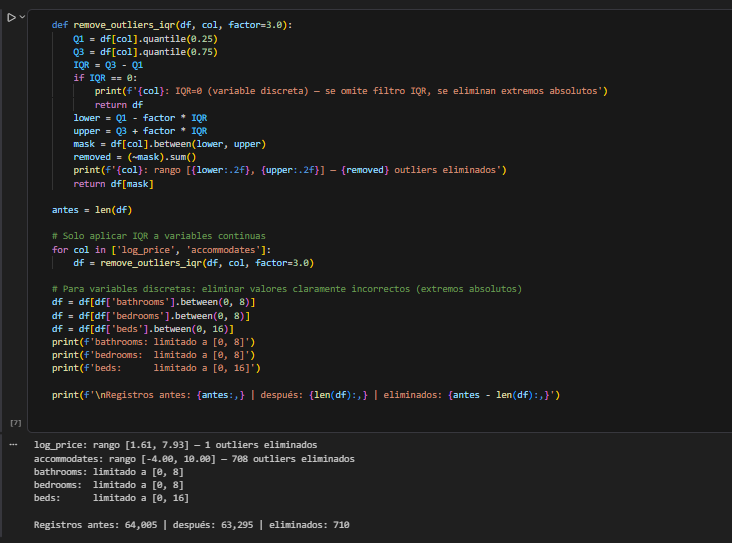 def remove_outliers_iqr(df, col, factor=3.0):
    Q1 = df[col].quantile(0.25)
    Q3 = df[col].quantile(0.75)
    IQR = Q3 - Q1
    if IQR == 0:
        print(f'{col}: IQR=0 (variable discreta) — se omite filtro IQR, se eliminan extremos absolutos')
        return df
    lower = Q1 - factor * IQR
    upper = Q3 + factor * IQR
    mask = df[col].between(lower, upper)
    removed = (~mask).sum()
    print(f'{col}: rango [{lower:.2f}, {upper:.2f}] — {removed} outliers eliminados')
    return df[mask]

antes = len(df)

# Solo aplicar IQR a variables continuas
for col in ['log_price', 'accommodates']:
    df = remove_outliers_iqr(df, col, factor=3.0)

# Para variables discretas: eliminar valores claramente incorrectos (extremos absolutos)
df = df[df['bathrooms'].between(0, 8)]
df = df[df['bedrooms'].between(0, 8)]
df = df[df['beds'].between(0, 16)]
print(f'bathrooms: limitado a [0, 8]')
print(f'bedrooms:  limitado a [0, 8]')
print(f'beds:      limitado a [0, 16]')

print(f'\nRegistros antes: {antes:,} | después: {len(df):,} | eliminados: {antes - len(df):,}')
[7]
... log_price: rango [1.61, 7.93] — 1 outliers eliminados
accommodates: rango [-4.00, 10.00] — 708 outliers eliminados
bathrooms: limitado a [0, 8]
bedrooms:  limitado a [0, 8]
beds:      limitado a [0, 16]

Registros antes: 64,005 | después: 63,295 | eliminados: 710